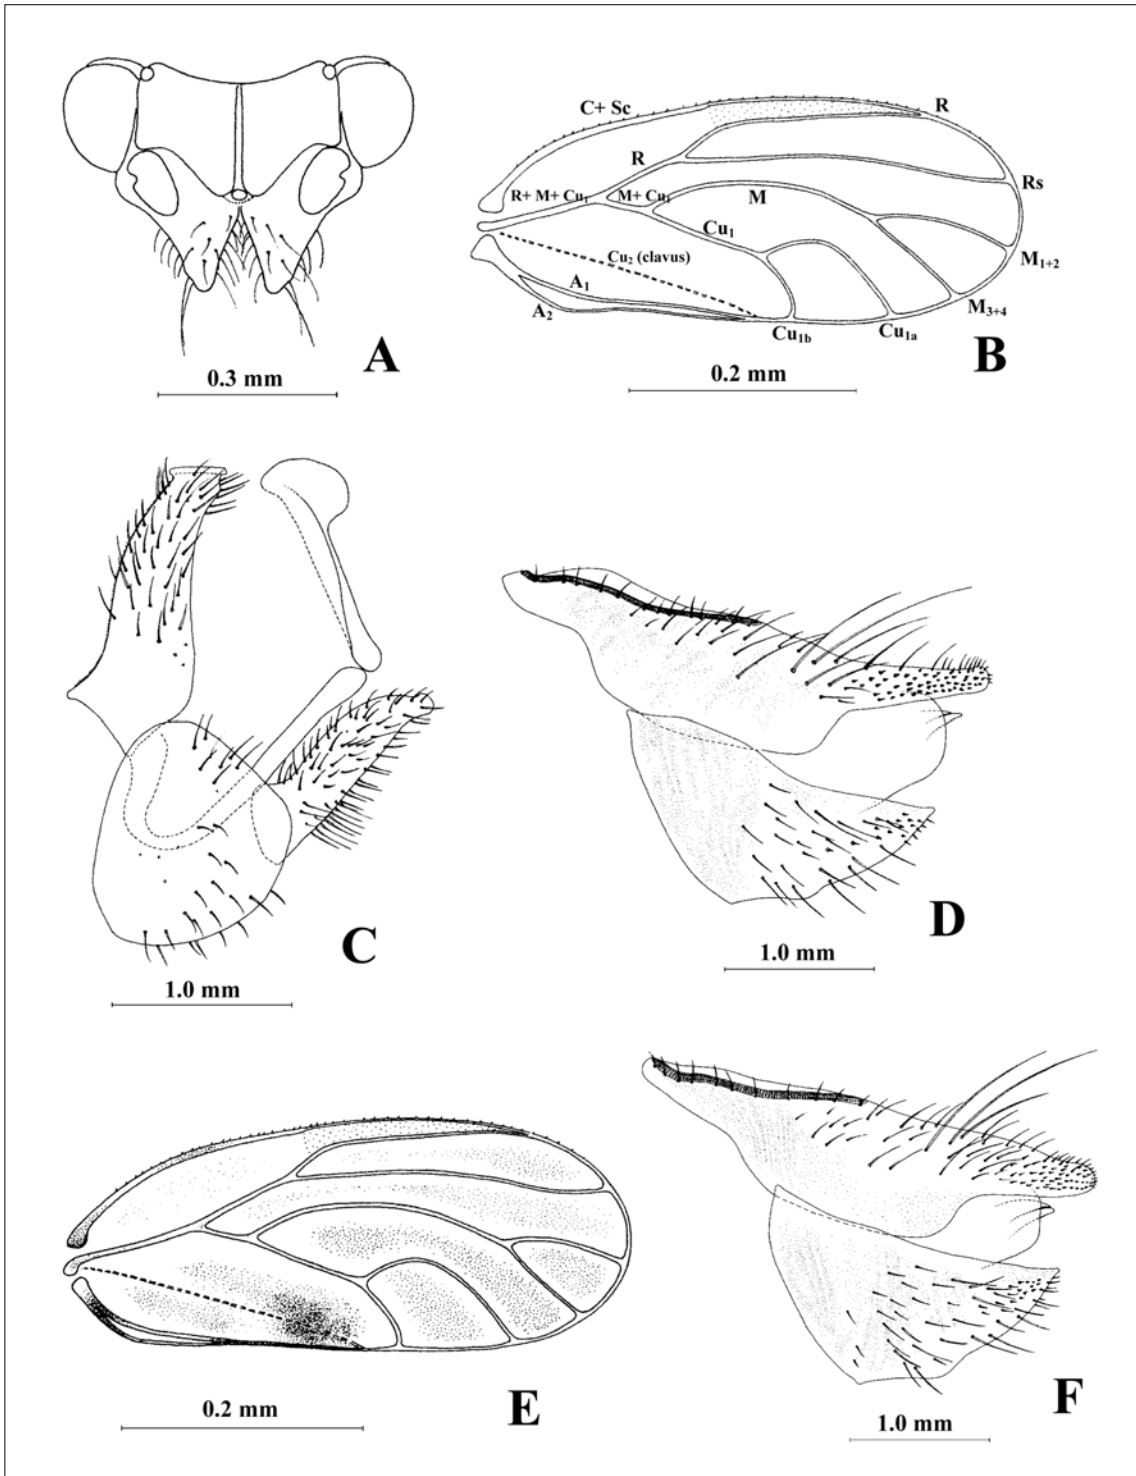 C+ Sc
R
R
Rs
R+ M+ Cu₁
M+ Cu₁
M
Cu₁
Cu₂ (clavus)
M₁₊₂
A₁
A₂
M₃₊₄
Cu₁b
Cu₁a
A
B
0.3 mm
0.2 mm
C
D
1.0 mm
1.0 mm
E
F
0.2 mm
1.0 mm